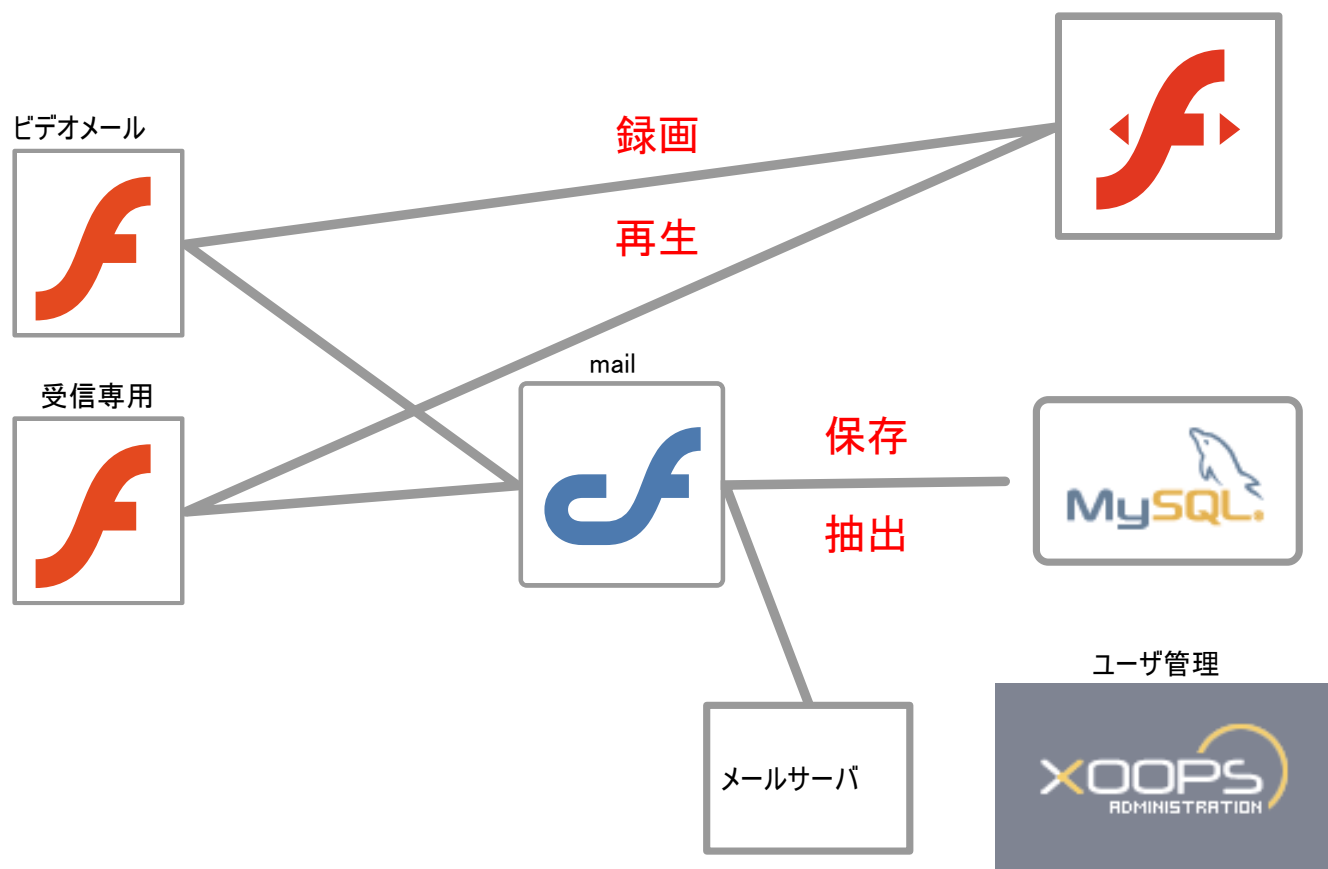 ビデオメール
録画
再生
受信専用
mail
保存
抽出
MySQL.
ユーザ管理
メールサーバ
XOOPS
ADMINISTRATION